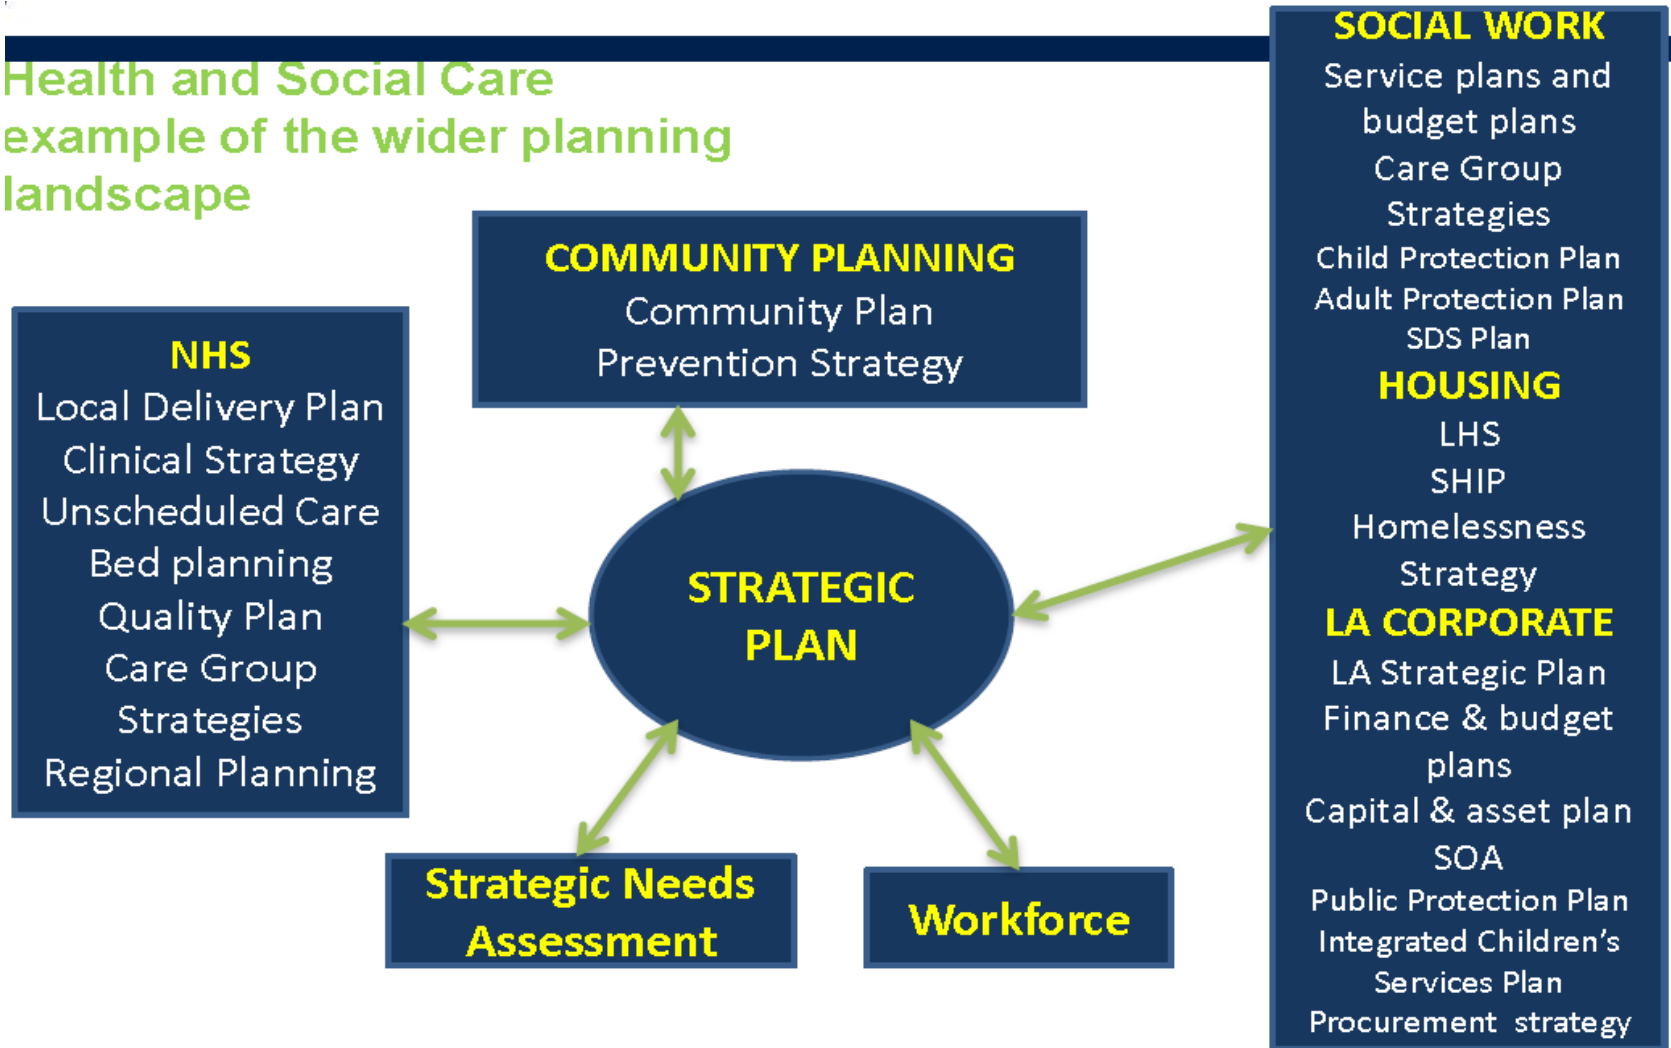 Health and Social Care
example of the wider planning
landscape
COMMUNITY PLANNING
Community Plan
Prevention Strategy
NHS
Local Delivery Plan
Clinical Strategy
Unscheduled Care
Bed planning
Quality Plan
Care Group
Strategies
Regional Planning
STRATEGIC
PLAN
Strategic Needs
Assessment
Workforce
SOCIAL WORK
Service plans and
budget plans
Care Group
Strategies
Child Protection Plan
Adult Protection Plan
SDS Plan
HOUSING
LHS
SHIP
Homelessness
Strategy
LA CORPORATE
LA Strategic Plan
Finance & budget
plans
Capital & asset plan
SOA
Public Protection Plan
Integrated Children’s
Services Plan
Procurement strategy